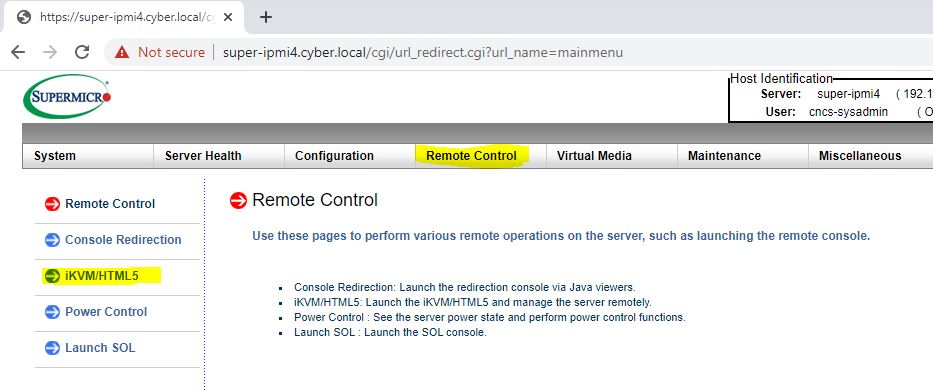 https://super-ipmi4.cyber.local/c
Not secure | super-ipmi4.cyber.local/cgi/url_redirect.cgi?url_name=mainmenu
SUPERMICRO
Host Identification
Server: super-ipmi4 ( 192.1
User: cncs-sysadmin ( O
System Server Health Configuration Remote Control Virtual Media Maintenance Miscellaneous
Remote Control
Console Redirection
iKVM/HTML5
Power Control
Launch SOL
Remote Control
Use these pages to perform various remote operations on the server, such as launching the remote console.
Console Redirection: Launch the redirection console via Java viewers.
iKVM/HTML5: Launch the iKVM/HTML5 and manage the server remotely.
Power Control : See the server power state and perform power control functions.
Launch SOL : Launch the SOL console.